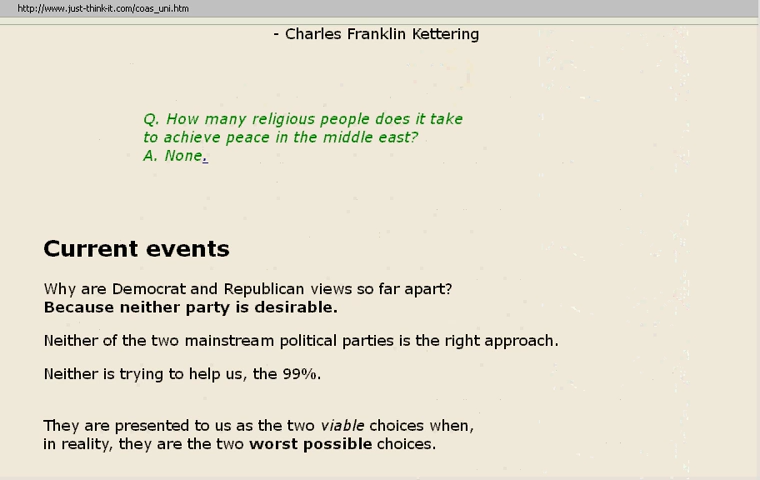 http://www.just-think-it.com/coas_uni.htm
- Charles Franklin Kettering
Q. How many religious people does it take
to achieve peace in the middle east?
A. None.
Current events
Why are Democrat and Republican views so far apart?
Because neither party is desirable.
Neither of the two mainstream political parties is the right approach.
Neither is trying to help us, the 99%.
They are presented to us as the two viable choices when,
in reality, they are the two worst possible choices.